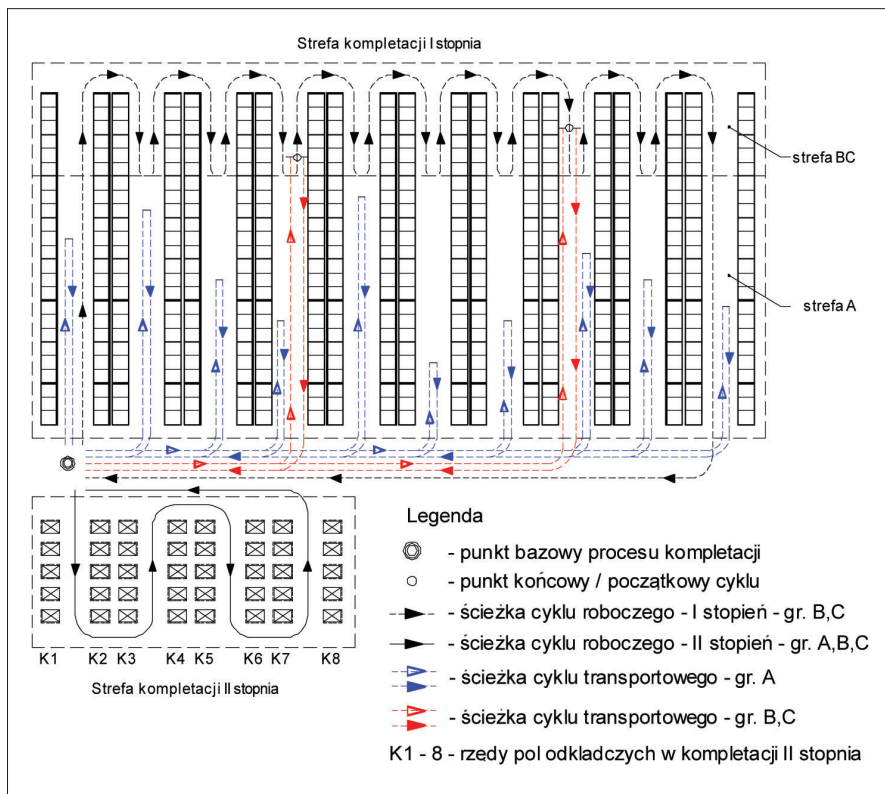 Strefa kompletacji I stopnia
strefa BC
strefa A
K1 K2 K3 K4 K5 K6 K7 K8
Strefa kompletacji II stopnia
Legenda
- punkt bazowy procesu kompletacji
- punkt końcowy / początkowy cyklu
- ścieżka cyklu roboczego - I stopień - gr. B,C
- ścieżka cyklu roboczego - II stopień - gr. A,B,C
- ścieżka cyklu transportowego - gr. A
- ścieżka cyklu transportowego - gr. B,C
K1 - 8 - rzędy pol odkładczych w kompletacji II stopnia